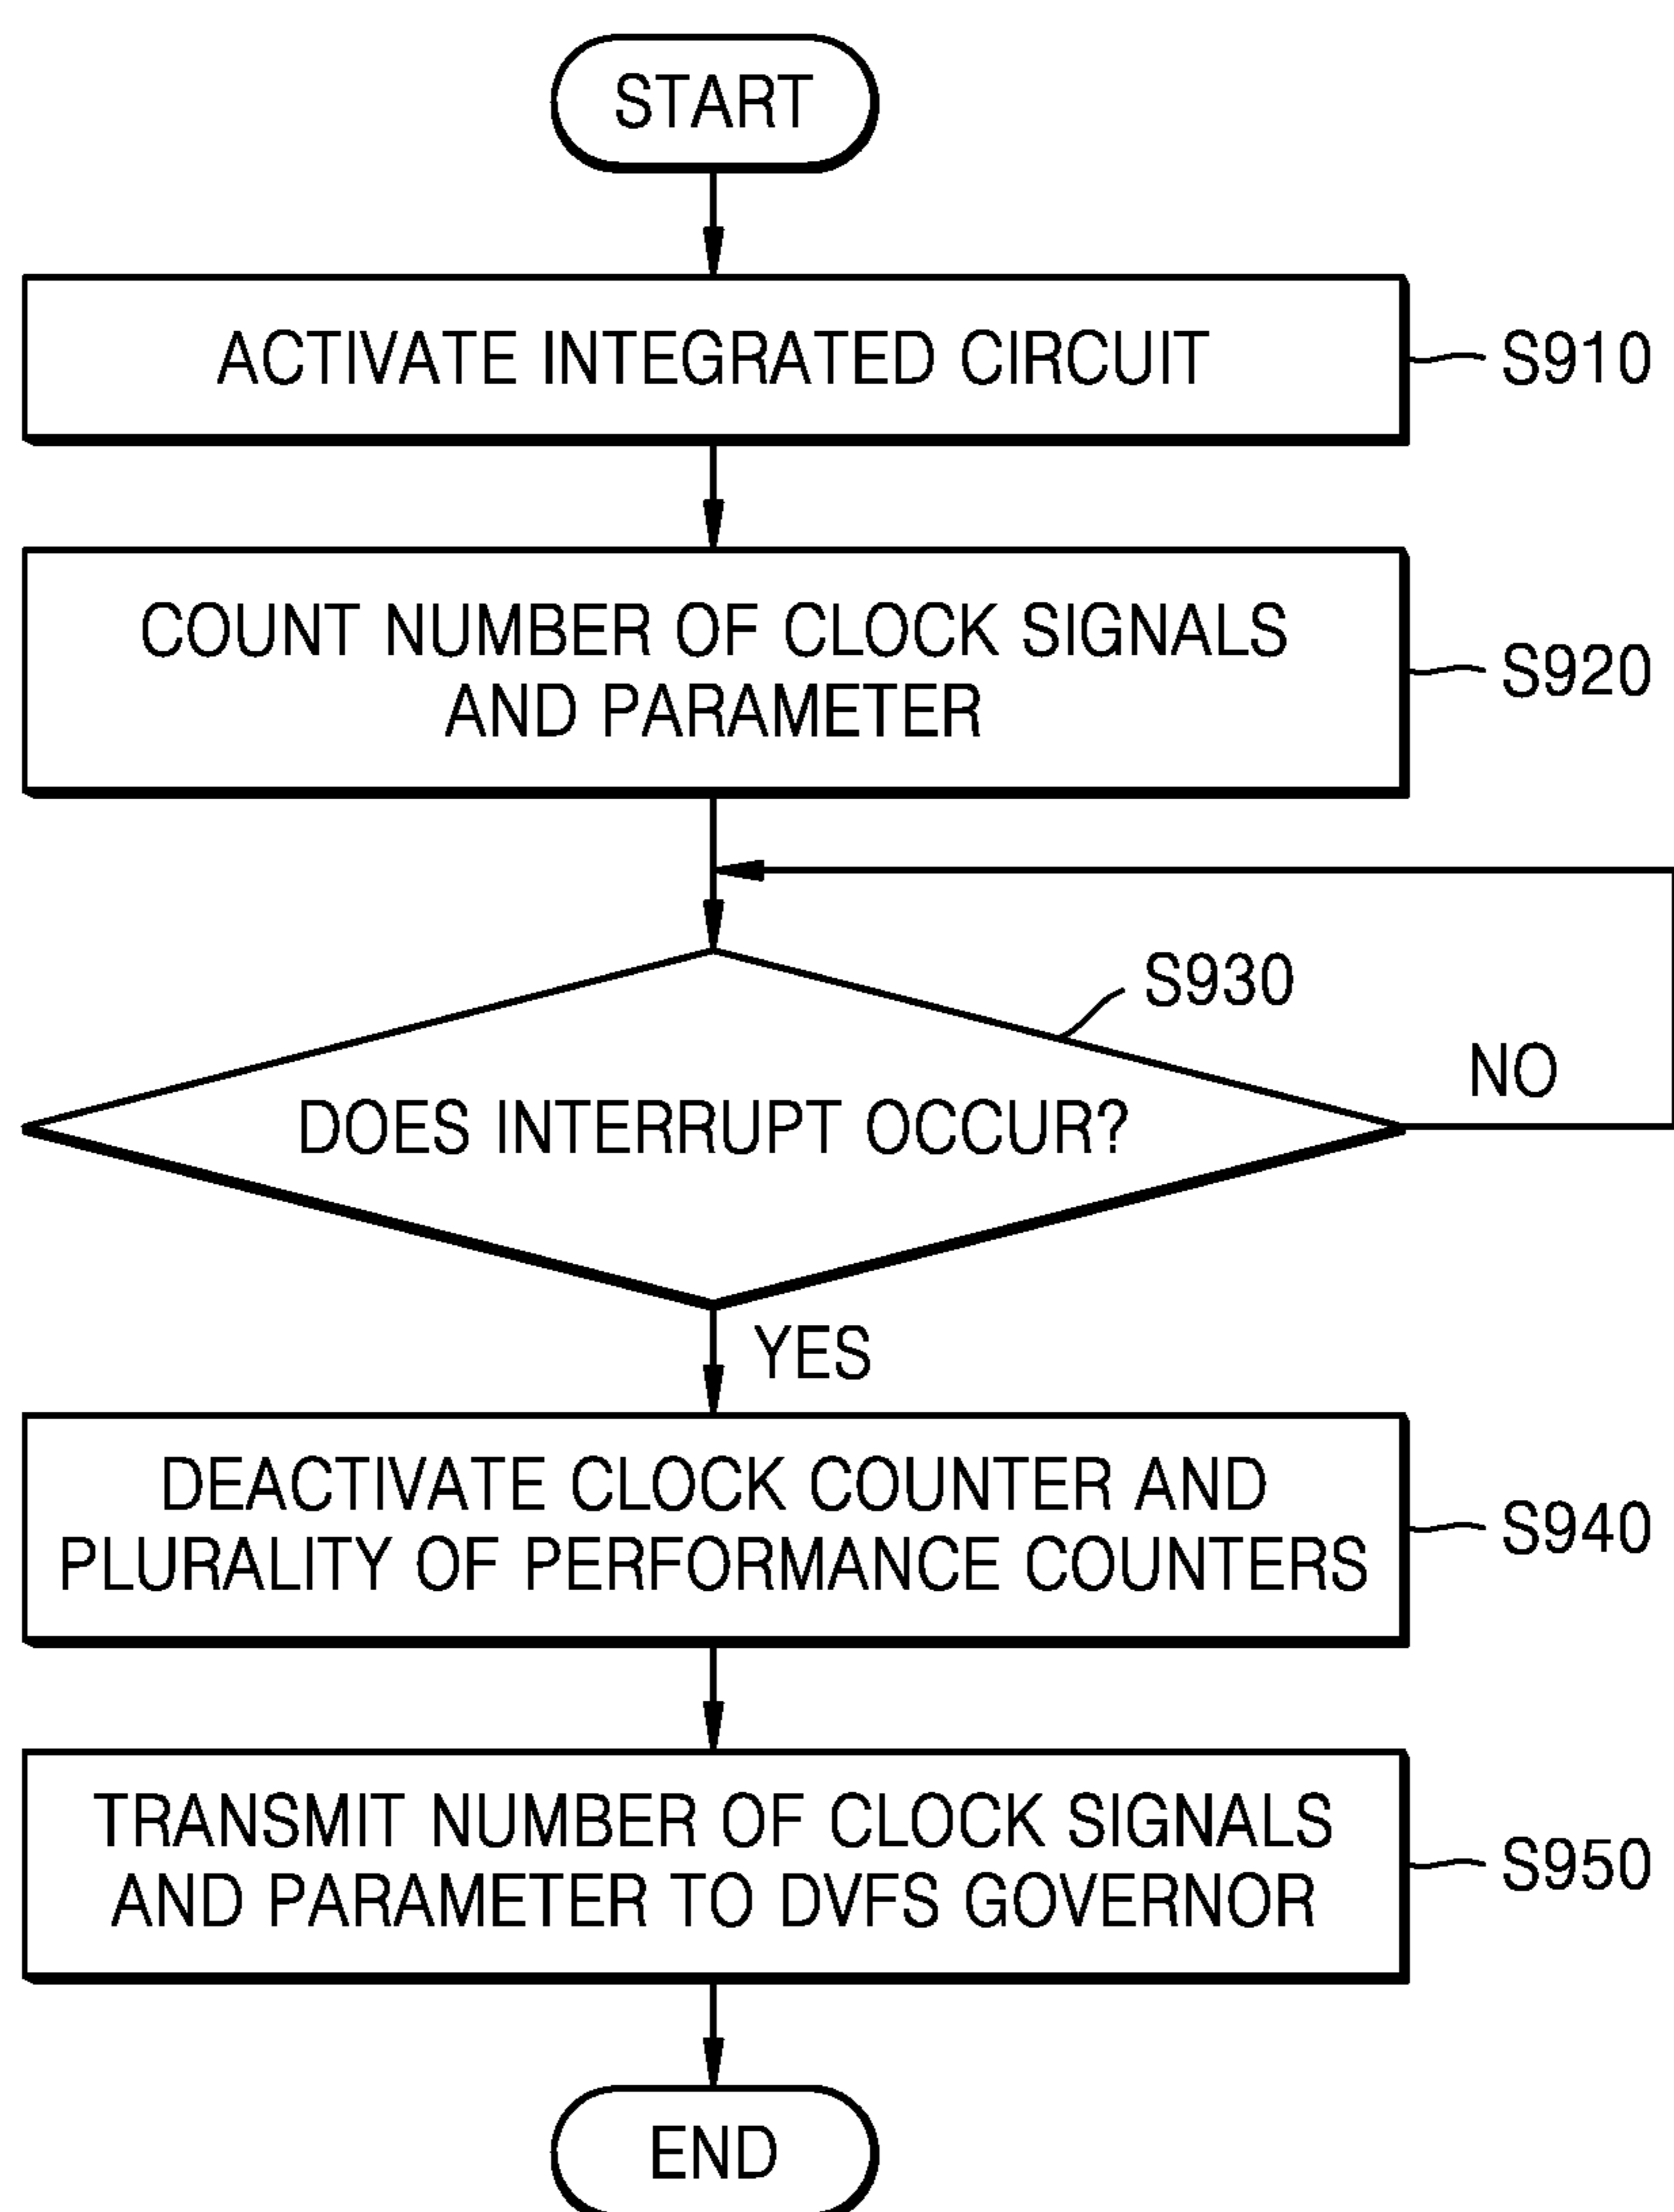 START
ACTIVATE INTEGRATED CIRCUIT
S910
COUNT NUMBER OF CLOCK SIGNALS
AND PARAMETER
S920
S930
DOES INTERRUPT OCCUR?
NO
YES
DEACTIVATE CLOCK COUNTER AND
PLURALITY OF PERFORMANCE COUNTERS
S940
TRANSMIT NUMBER OF CLOCK SIGNALS
AND PARAMETER TO DVFS GOVERNOR
S950
END